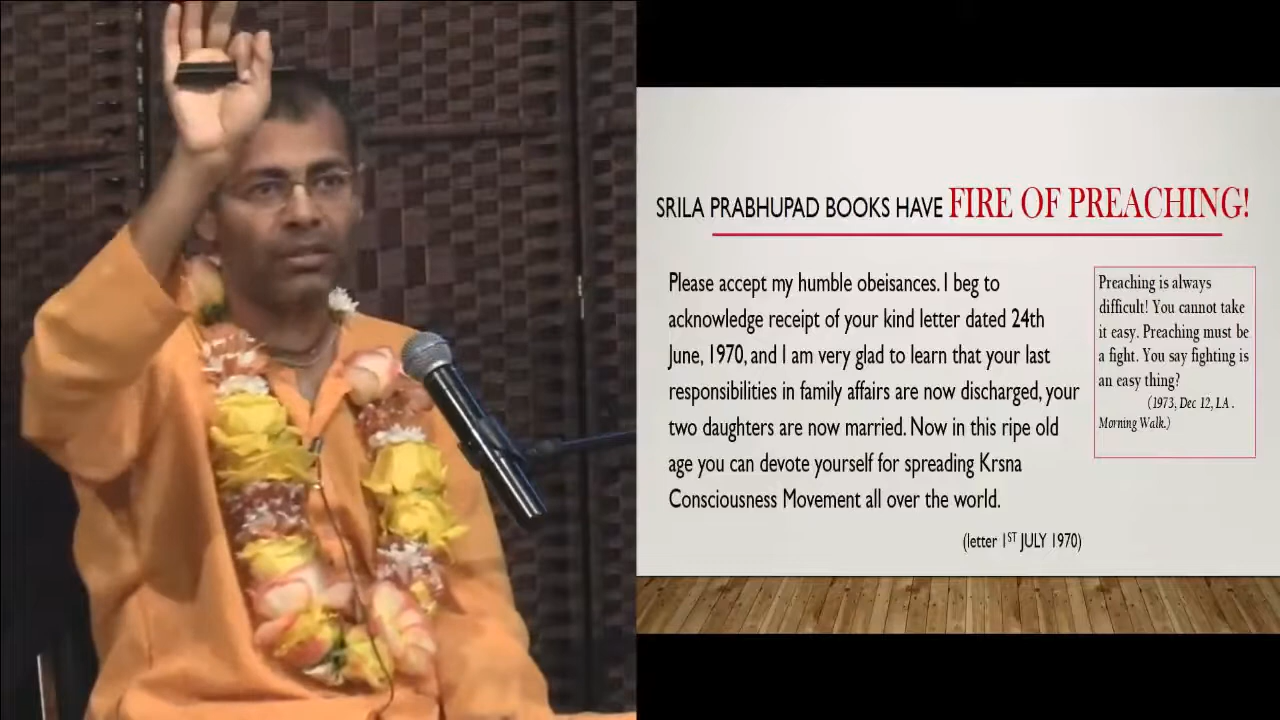 SRILA PRABHUPAD BOOKS HAVE FIRE OF PREACHING!
Please accept my humble obeisances. I beg to
acknowledge receipt of your kind letter dated 24th
June, 1970, and I am very glad to learn that your last
responsibilities in family affairs are now discharged, your
two daughters are now married. Now in this ripe old
age you can devote yourself for spreading Krsna
Consciousness Movement all over the world.
(letter 1ST JULY 1970)
Preaching is always
difficult! You cannot take
it easy. Preaching must be
a fight. You say fighting is
an easy thing?
(1973, Dec 12, LA .
Morning Walk.)